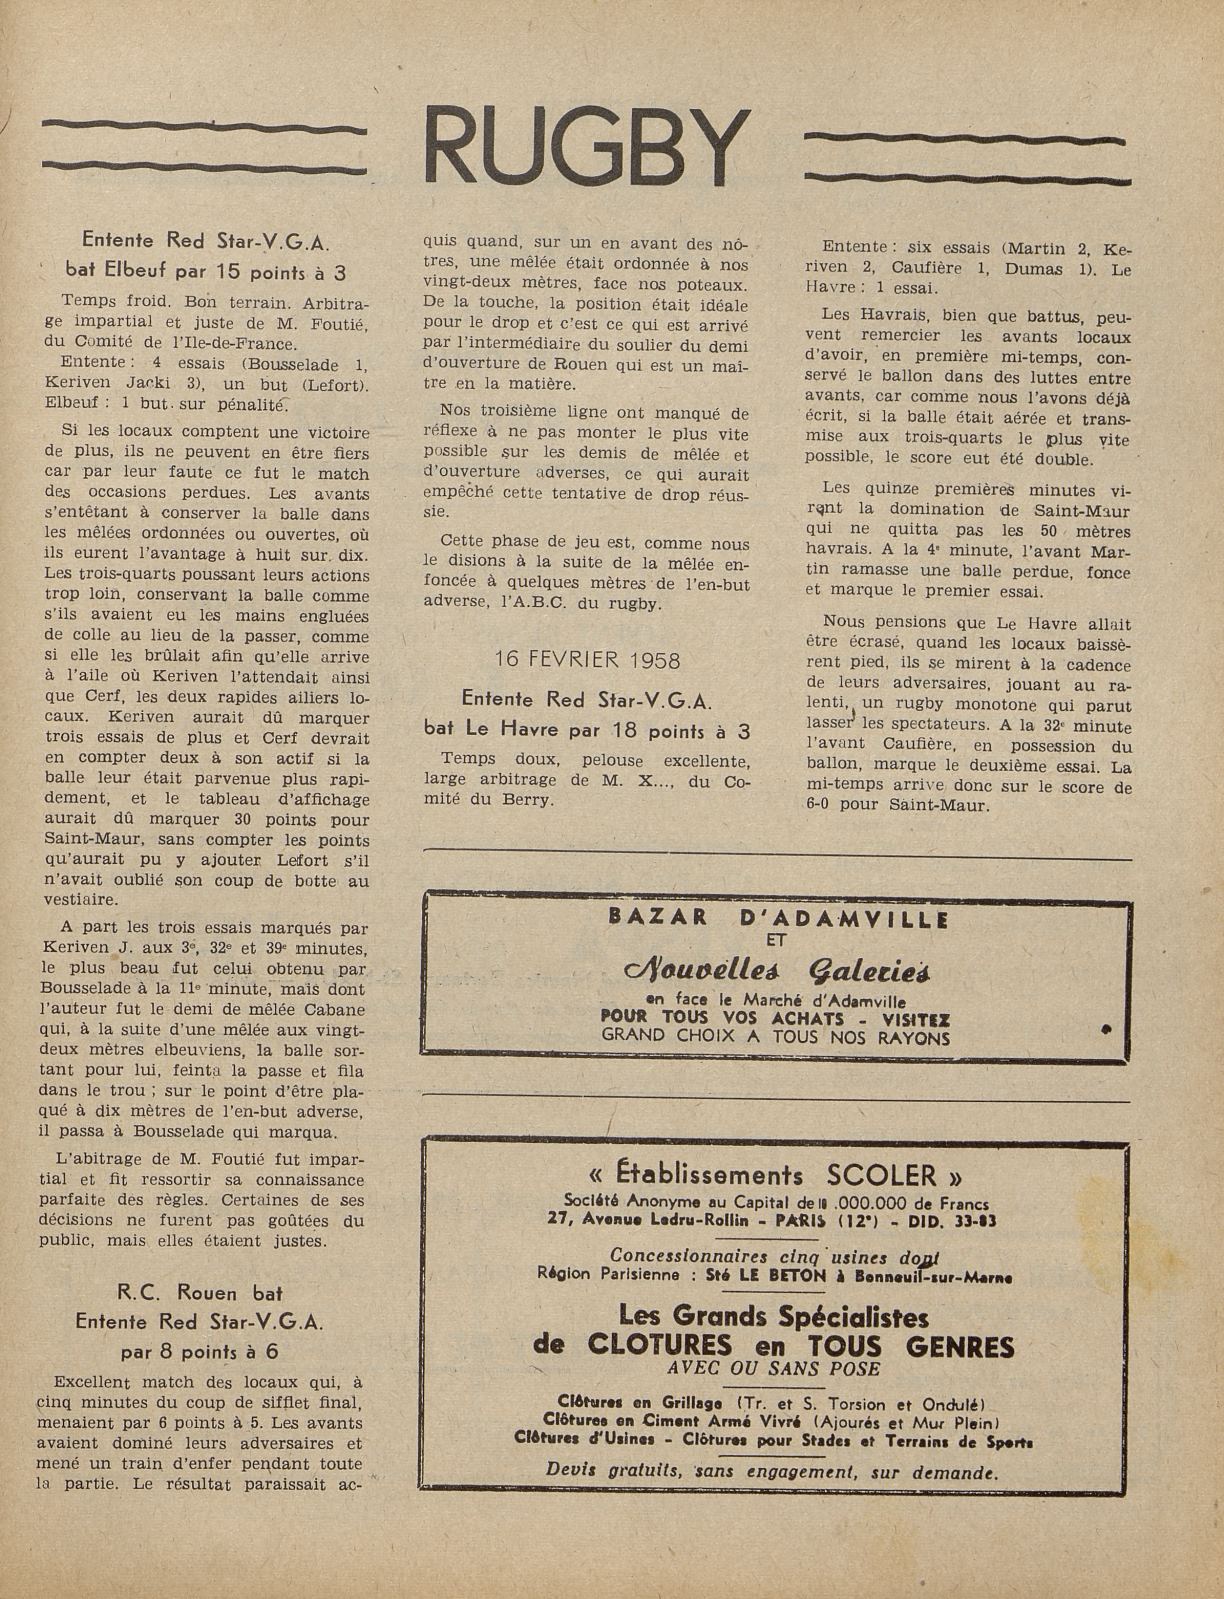 RUGBY
Entente Red Star-V.G.A.
bat Elbeuf par 15 points à 3
Temps froid. Bon terrain. Arbitra-
ge impartial et juste de M. Foutié,
du Comité de l'Ile-de-France.
Entente : 4 essais (Bousselade 1,
Keriven Jacki 3), un but (Lefort).
Elbeuf : 1 but sur pénalité.
Si les locaux comptent une victoire
de plus, ils ne peuvent en être fiers
car par leur faute ce fut le match
des occasions perdues. Les avants
s'entêtant à conserver la balle dans
les mêlées ordonnées ou ouvertes, où
ils eurent l'avantage à huit sur dix.
Les trois-quarts poussant leurs actions
trop loin, conservant la balle comme
s'ils avaient eu les mains engluées
de colle au lieu de la passer, comme
si elle les brûlait afin qu'elle arrive
à l'aile où Keriven l'attendait ainsi
que Cerf, les deux rapides ailiers lo-
caux. Keriven aurait dû marquer
trois essais de plus et Cerf devrait
en compter deux à son actif si la
balle leur était parvenue plus rapi-
dement, et le tableau d'affichage
aurait dû marquer 30 points pour
Saint-Maur, sans compter les points
qu'aurait pu y ajouter Lefort s'il
n'avait oublié son coup de botte au
vestiaire.
A part les trois essais marqués par
Keriven J. aux 3e, 32e et 39e minutes,
le plus beau fut celui obtenu par
Bousselade à la 11e minute, mais dont
l'auteur fut le demi de mêlée Cabane
qui, à la suite d'une mêlée aux vingt-
deux mètres elbeuviens, la balle sor-
tant pour lui, feinta la passe et fila
dans le trou ; sur le point d'être pla-
qué à dix mètres de l'en-but adverse,
il passa à Bousselade qui marqua.
L'abitrage de M. Foutié fut impar-
tial et fit ressortir sa connaissance
parfaite des règles. Certaines de ses
décisions ne furent pas goûtées du
public, mais elles étaient justes.
R.C. Rouen bat
Entente Red Star-V.G.A.
par 8 points à 6
Excellent match des locaux qui, à
cinq minutes du coup de sifflet final,
menaient par 6 points à 5. Les avants
avaient dominé leurs adversaires et
mené un train d'enfer pendant toute
la partie. Le résultat paraissait ac-
quis quand, sur un en avant des nô-
tres, une mêlée était ordonnée à nos
vingt-deux mètres, face nos poteaux.
De la touche, la position était idéale
pour le drop et c'est ce qui est arrivé
par l'intermédiaire du soulier du demi
d'ouverture de Rouen qui est un maî-
tre en la matière.
Nos troisième ligne ont manqué de
réflexe à ne pas monter le plus vite
possible sur les demis de mêlée et
d'ouverture adverses, ce qui aurait
empêché cette tentative de drop réus-
sie.
Cette phase de jeu est, comme nous
le disions à la suite de la mêlée en-
foncée à quelques mètres de l'en-but
adverse, l'A.B.C. du rugby.
16 FEVRIER 1958
Entente Red Star-V.G.A.
bat Le Havre par 18 points à 3
Temps doux, pelouse excellente,
large arbitrage de M. X..., du Co-
mité du Berry.
Entente : six essais (Martin 2, Ke-
riven 2, Caufière 1, Dumas 1). Le
Havre : 1 essai.
Les Havrais, bien que battus, peu-
vent remercier les avants locaux
d'avoir, en première mi-temps, con-
servé le ballon dans des luttes entre
avants, car comme nous l'avons déjà
écrit, si la balle était aérée et trans-
mise aux trois-quarts le plus vite
possible, le score eut été double.
Les quinze premières minutes vi-
rent la domination de Saint-Maur
qui ne quitta pas les 50 mètres
havrais. A la 4e minute, l'avant Mar-
tin ramasse une balle perdue, fonce
et marque le premier essai.
Nous pensions que Le Havre allait
être écrasé, quand les locaux baissè-
rent pied, ils se mirent à la cadence
de leurs adversaires, jouant au ra-
lenti, un rugby monotone qui parut
lasser les spectateurs. A la 32e minute
l'avant Caufière, en possession du
ballon, marque le deuxième essai. La
mi-temps arrive donc sur le score de
6-0 pour Saint-Maur.
BAZAR D'ADAMVILLE
ET
Nouvelles Galeries
en face le Marché d'Adamville
POUR TOUS VOS ACHATS - VISITEZ
GRAND CHOIX A TOUS NOS RAYONS
« Établissements SCOLER »
Société Anonyme au Capital de .000.000 de Francs
27, Avenue Ledru-Rollin - PARIS (12e) - DID. 33-83
Concessionnaires cinq usines dont
Région Parisienne : Sté LE BETON à Bonneuil-sur-Marne
Les Grands Spécialistes
de CLOTURES en TOUS GENRES
AVEC OU SANS POSE
Clôtures en Grillage (Tr. et S. Torsion et Ondulé)
Clôtures en Ciment Armé Vivré (Ajourés et Mur Plein)
Clôtures d'Usines - Clôtures pour Stades et Terrains de Sports
Devis gratuits, sans engagement, sur demande.